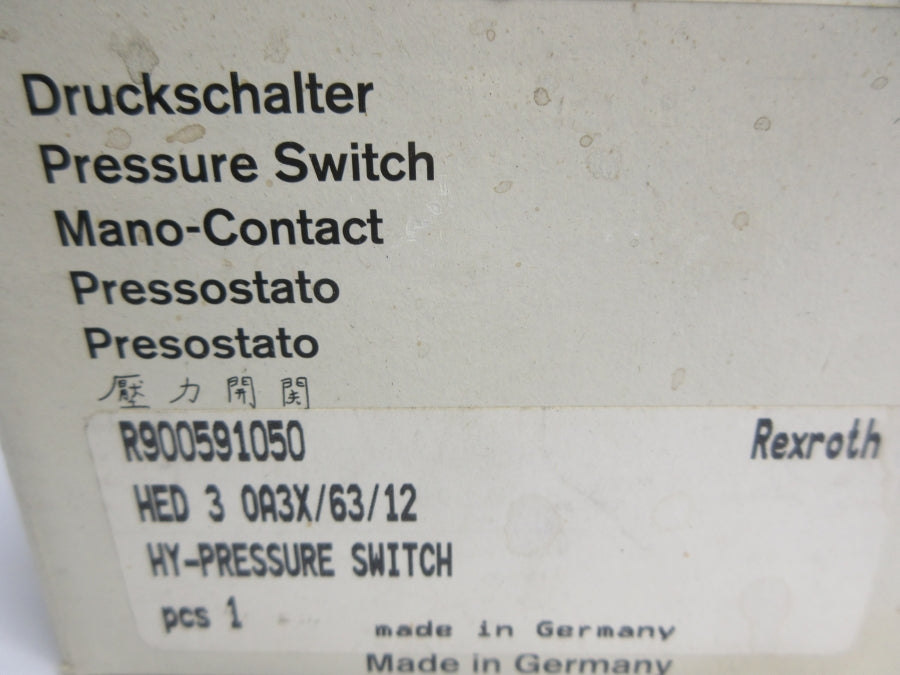 Druckschalter
Pressure Switch
Mano-Contact
Pressostato
Presostato
壓力開関
R900591050 Rexroth
HED 3 OA3X/63/12
HY-PRESSURE SWITCH
pcs 1
made in Germany
Made in Germany